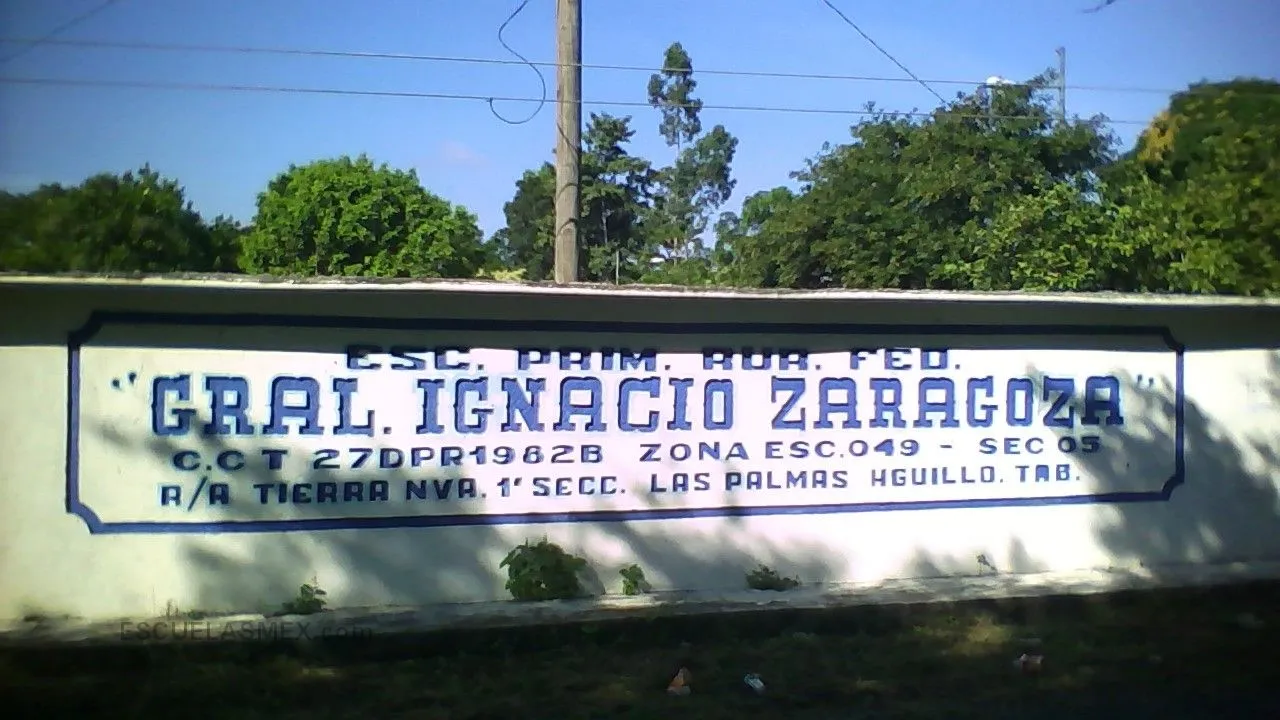 ESC. PRIM. RUR. FED.
"GRAL. IGNACIO ZARAGOZA"
C.C T 27DPR1982B ZONA ESC.049 - SEC 05
R/A TIERRA NVA. 1ª SECC. LAS PALMAS HGUILLO. TAB.
ESCUELASMEX.com